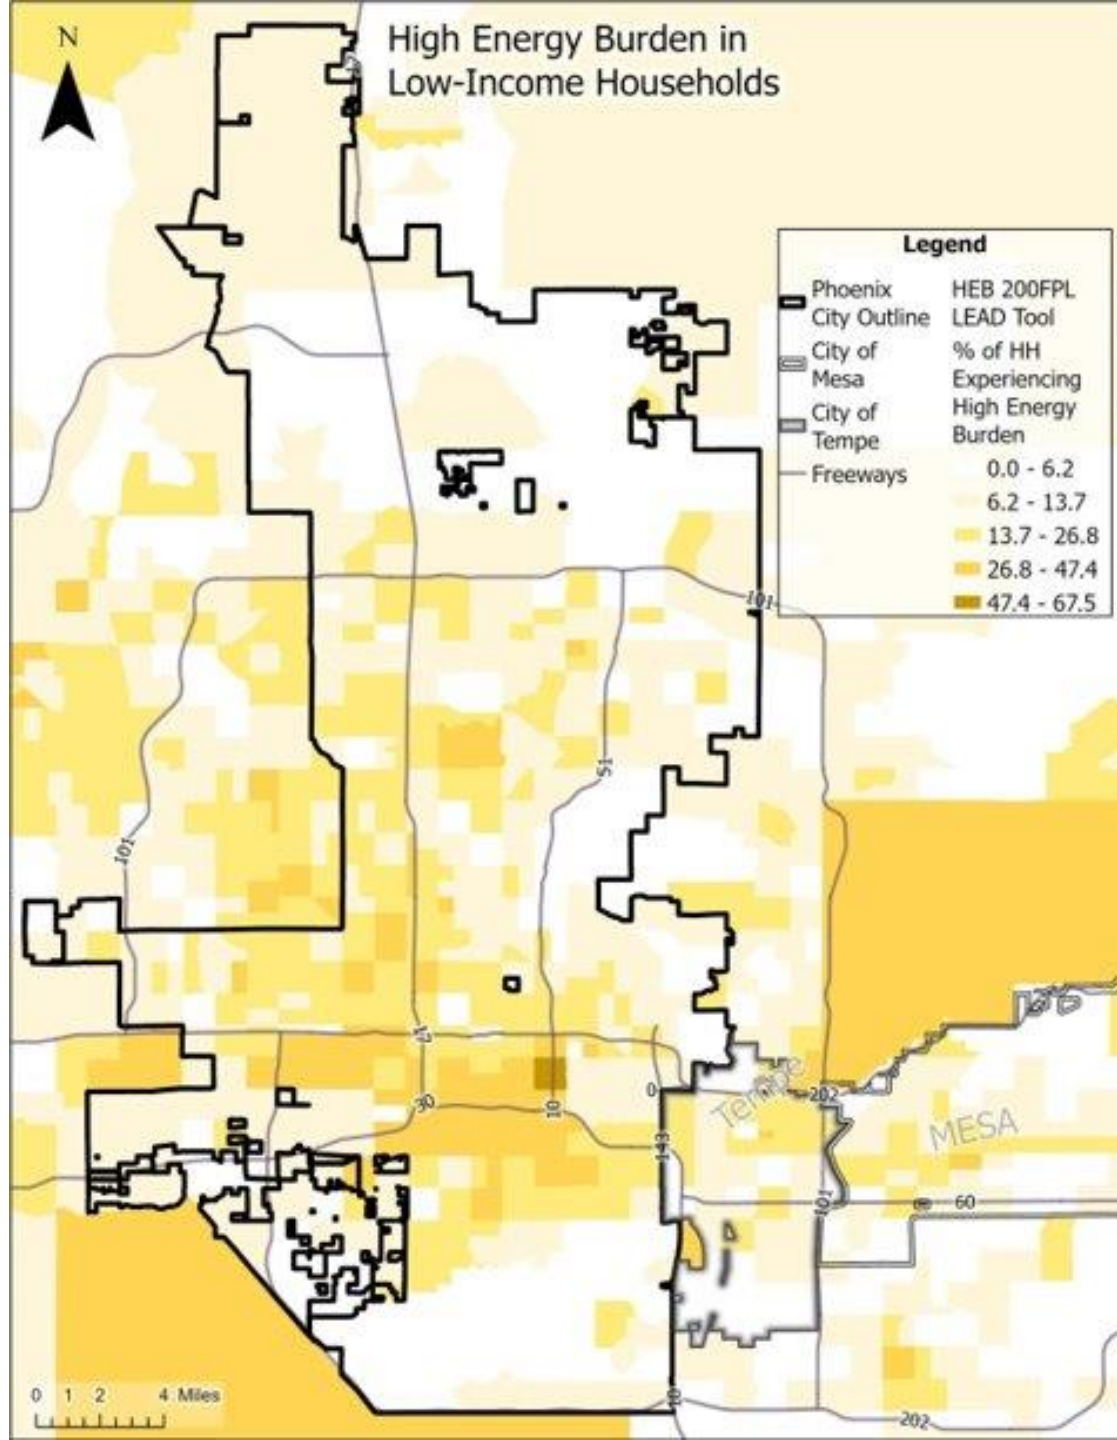 N
High Energy Burden in
Low-Income Households
Legend
Phoenix
City Outline
City of
Mesa
City of
Tempe
Freeways
HEB 200FPL
LEAD Tool
% of HH
Experiencing
High Energy
Burden
0.0 - 6.2
6.2 - 13.7
13.7 - 26.8
26.8 - 47.4
47.4 - 67.5
101
51
101
17
30
10
0
Tempe
202
MESA
143
101
60
10
202
0 1 2 4 Miles